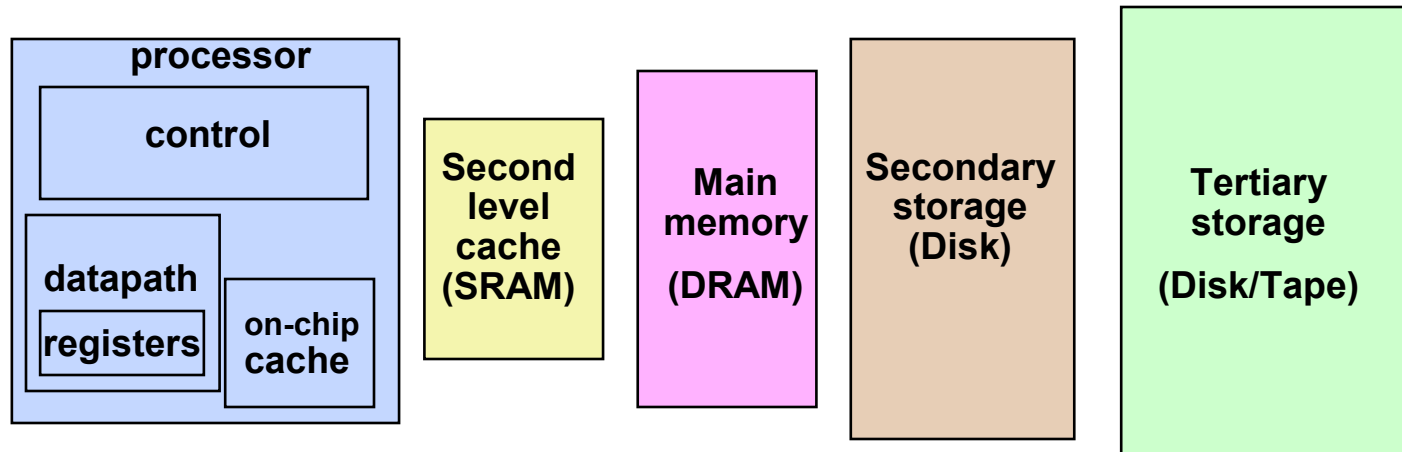 processor
control
datapath
registers
on-chip
cache
Second
level
cache
(SRAM)
Main
memory
(DRAM)
Secondary
storage
(Disk)
Tertiary
storage
(Disk/Tape)